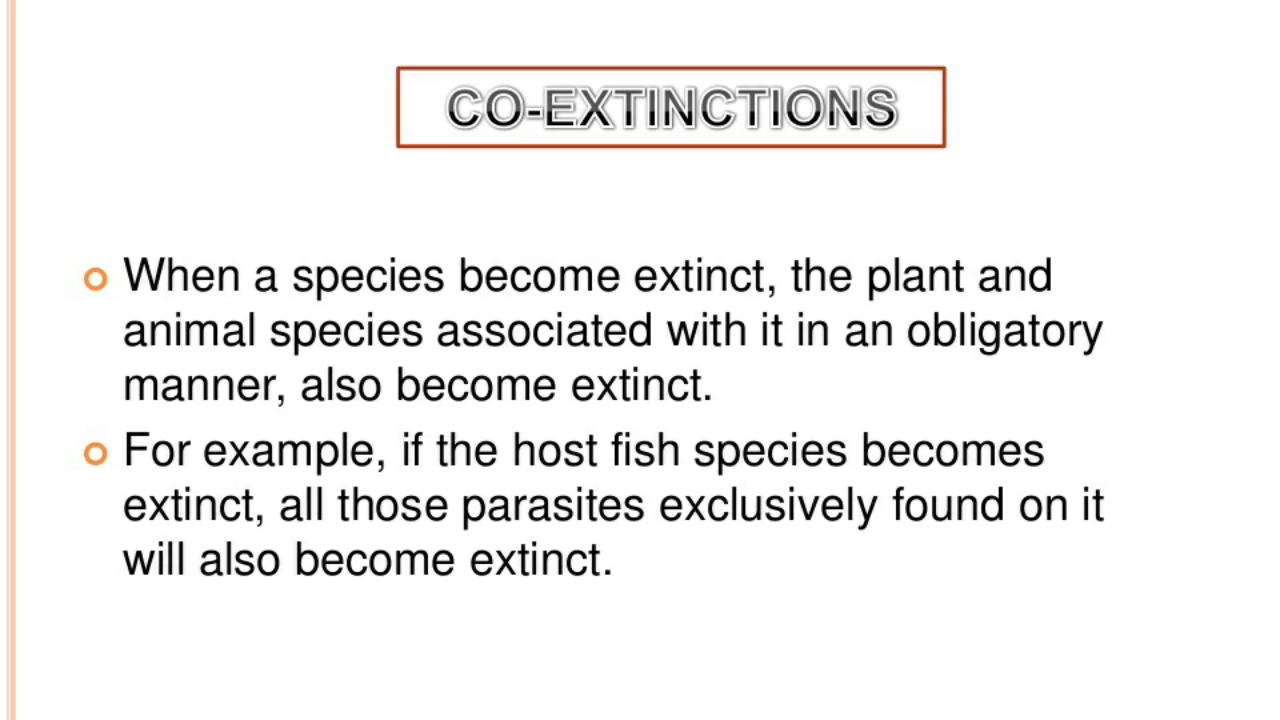 CO-EXTINCTIONS
When a species become extinct, the plant and
animal species associated with it in an obligatory
manner, also become extinct.
For example, if the host fish species becomes
extinct, all those parasites exclusively found on it
will also become extinct.